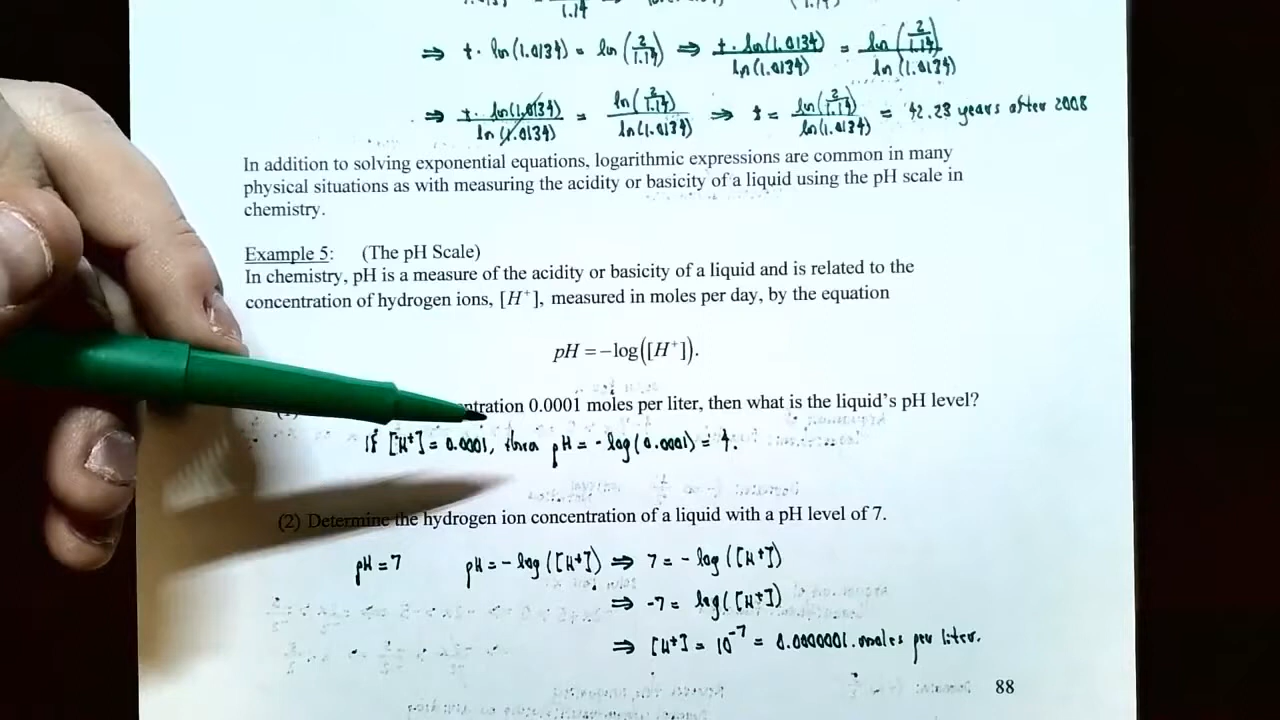 1.14
⇒ t · ln(1.0134) = ln(2/1.14) ⇒ t · ln(1.0134)/ln(1.0134) = ln(2/1.14)/ln(1.0134)
⇒ t · ln(1.0134)/ln(1.0134) = ln(2/1.14)/ln(1.0134) ⇒ t = ln(2/1.14)/ln(1.0134) = 42.23 years after 2008
In addition to solving exponential equations, logarithmic expressions are common in many
physical situations as with measuring the acidity or basicity of a liquid using the pH scale in
chemistry.
Example 5: (The pH Scale)
In chemistry, pH is a measure of the acidity or basicity of a liquid and is related to the
concentration of hydrogen ions, [H⁺], measured in moles per day, by the equation
pH = −log([H⁺]).
0.0001 moles per liter, then what is the liquid's pH level?
If [H⁺] = 0.0001, then pH = - log(0.0001) = 4.
(2) Determine the hydrogen ion concentration of a liquid with a pH level of 7.
pH = 7 pH = - log([H⁺]) ⇒ 7 = - log([H⁺])
⇒ -7 = log([H⁺])
⇒ [H⁺] = 10⁻⁷ = 0.0000001 moles per liter.
88